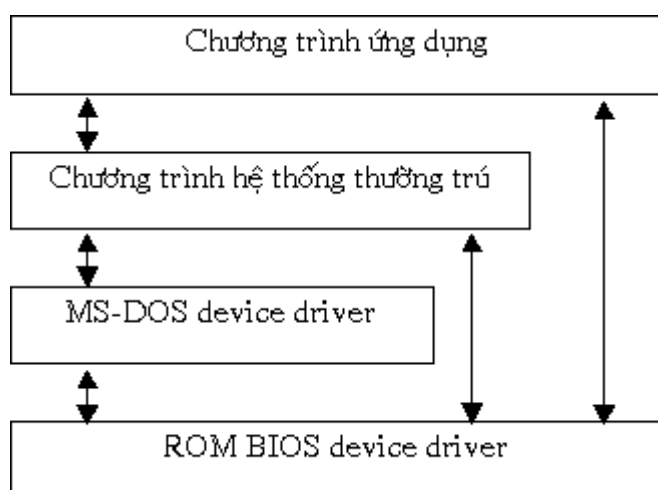 Chương trình ứng dụng
Chương trình hệ thống thường trú
MS-DOS device driver
ROM BIOS device driver